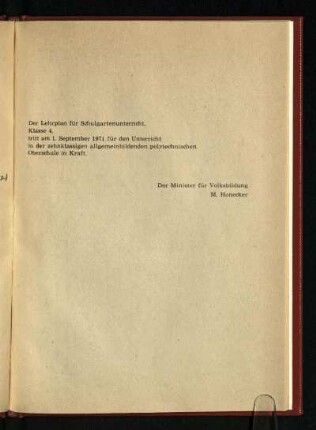 Der Lehrplan für Schulgartenunterricht,
Klasse 4,
tritt am 1. September 1971 für den Unterricht
in der zehnklassigen allgemeinbildenden polytechnischen
Oberschule in Kraft.
Der Minister für Volksbildung
M. Honecker